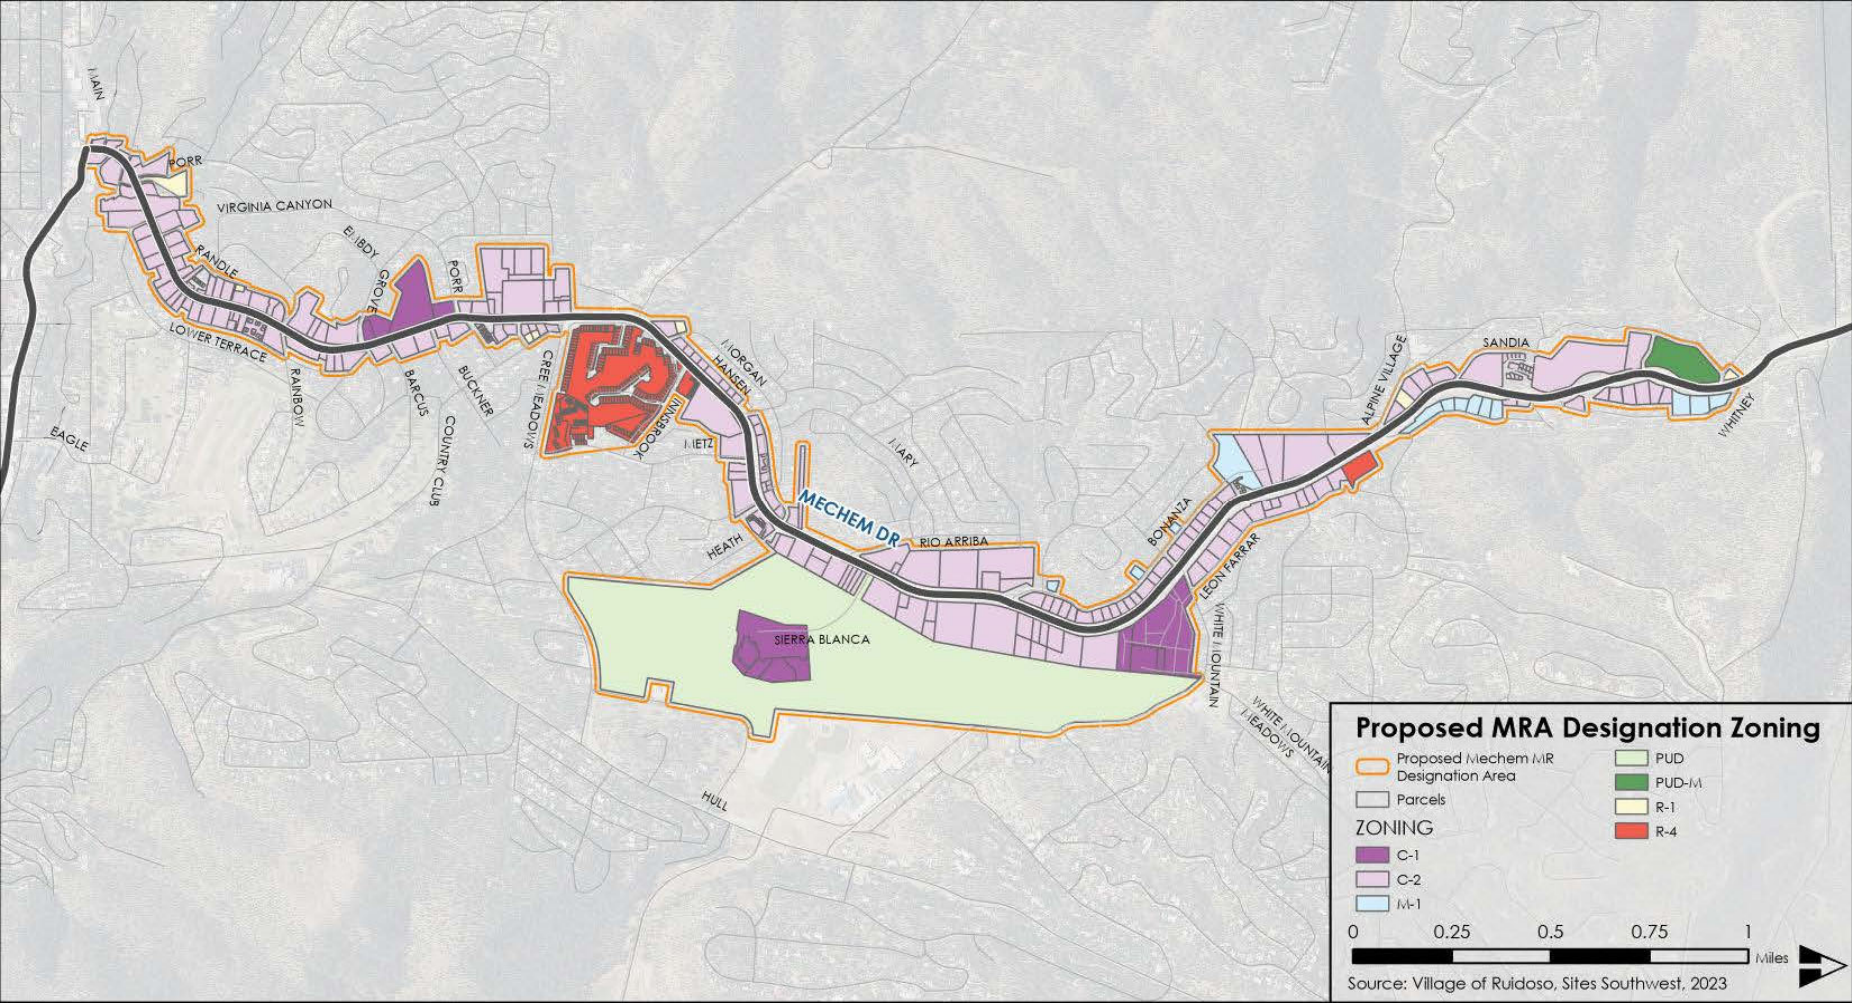 MAIN
PORR
VIRGINIA CANYON
EMBDY
GROVE
PORR
RANDLE
LOWER TERRACE
RAINBOW
BARCUS
BUCKNER
COUNTRY CLUB
CREE MEADOWS
EAGLE
INNSBROOK
METZ
MORGAN
HANSEN
MARY
MECHEM DR
HEATH
RIO ARRIBA
SIERRA BLANCA
BONANZA
LEON FARRAR
WHITE MOUNTAIN
WHITE MOUNTAIN
MEADOWS
HULL
ALPINE VILLAGE
SANDIA
WHITNEY
Proposed MRA Designation Zoning
Proposed Mechem MR
Designation Area
Parcels
ZONING
C-1
C-2
M-1
PUD
PUD-M
R-1
R-4
0 0.25 0.5 0.75 1
Miles
Source: Village of Ruidoso, Sites Southwest, 2023